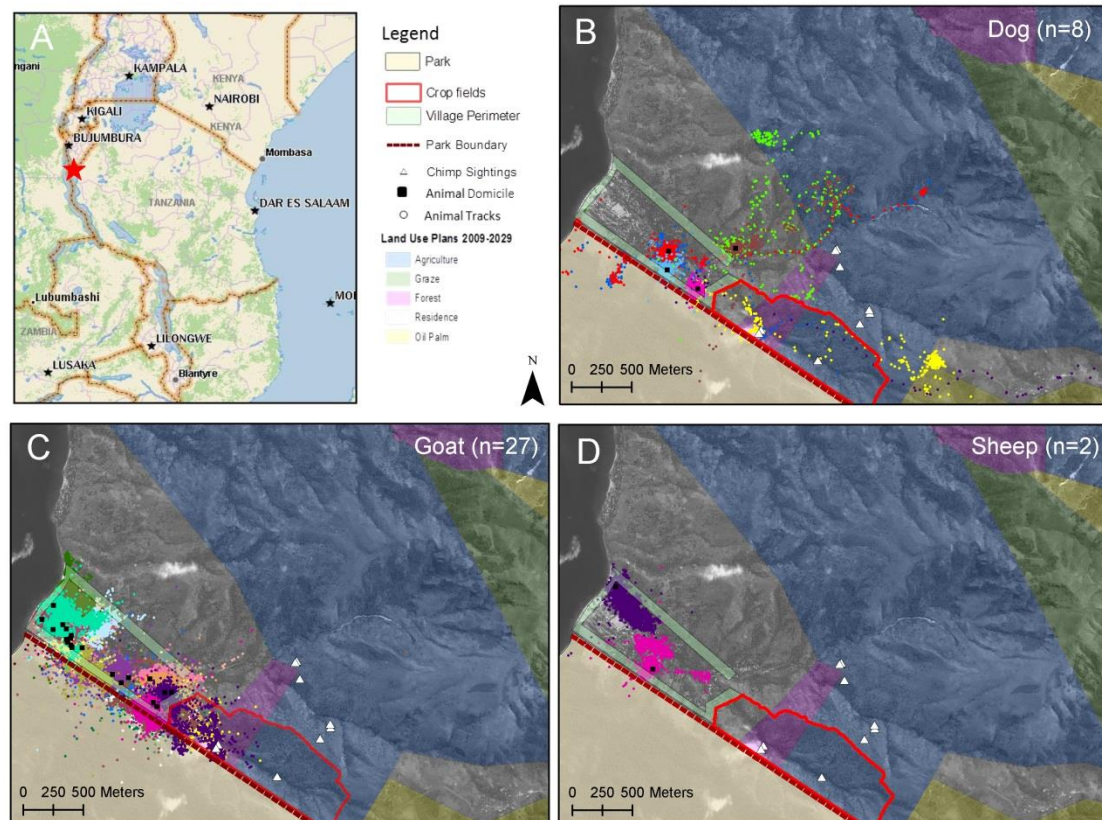 A
ngani
KAMPALA
KENYA
NAIROBI
KENYA
KIGALI
BUJUMBURA
Mombasa
TANZANIA
DAR ES SALAAM
Lubumbashi
MO
ZAMBIA
LILONGWE
LUSAKA
Blantyre
Legend
Park
Crop fields
Village Perimeter
Park Boundary
Chimp Sightings
Animal Domicile
Animal Tracks
Land Use Plans 2009-2029
Agriculture
Graze
Forest
Residence
Oil Palm
N
B
Dog (n=8)
0 250 500 Meters
C
Goat (n=27)
0 250 500 Meters
D
Sheep (n=2)
0 250 500 Meters